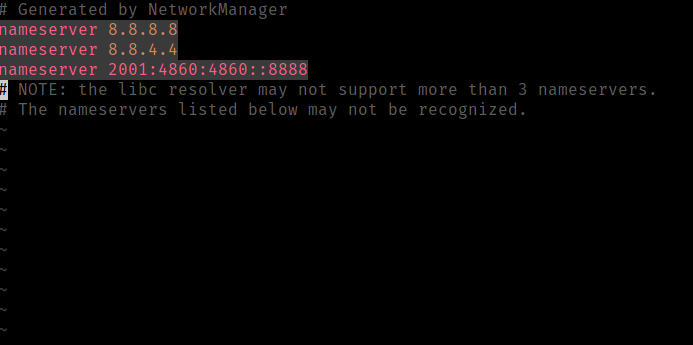 # Generated by NetworkManager
nameserver 8.8.8.8
nameserver 8.8.4.4
nameserver 2001:4860:4860::8888
# NOTE: the libc resolver may not support more than 3 nameservers.
# The nameservers listed below may not be recognized.
~
~
~
~
~
~
~
~
~
~
~